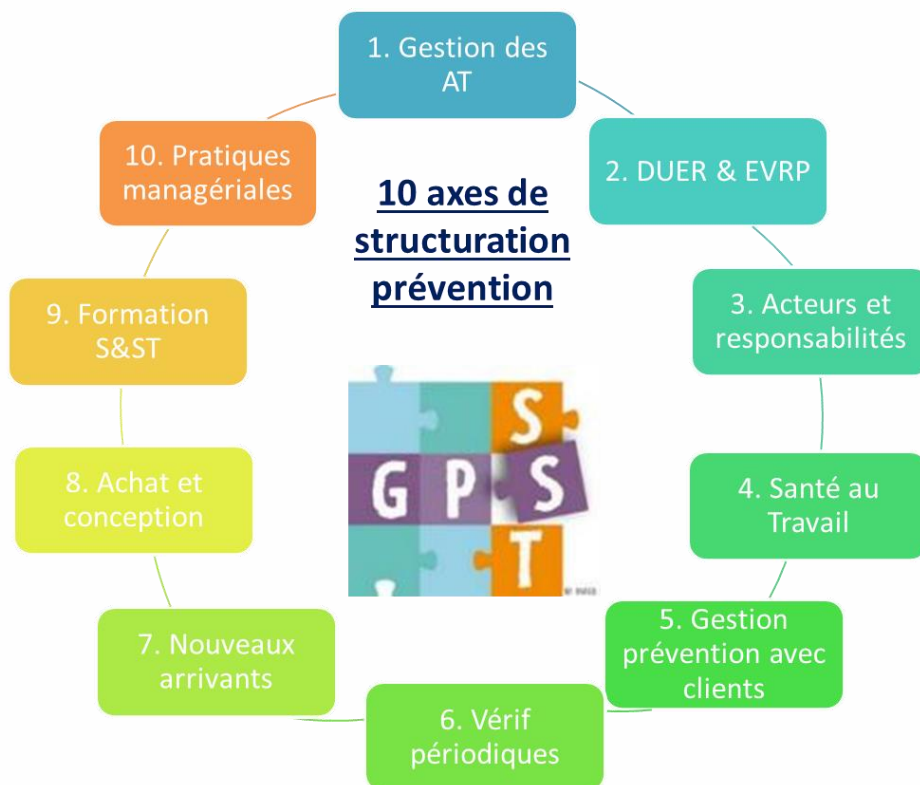 1. Gestion des
AT
2. DUER & EVRP
3. Acteurs et
responsabilités
4. Santé au
Travail
5. Gestion
prévention avec
clients
6. Vérif
périodiques
7. Nouveaux
arrivants
8. Achat et
conception
9. Formation
S&ST
10. Pratiques
managériales
10 axes de
structuration
prévention
S
GPS
T